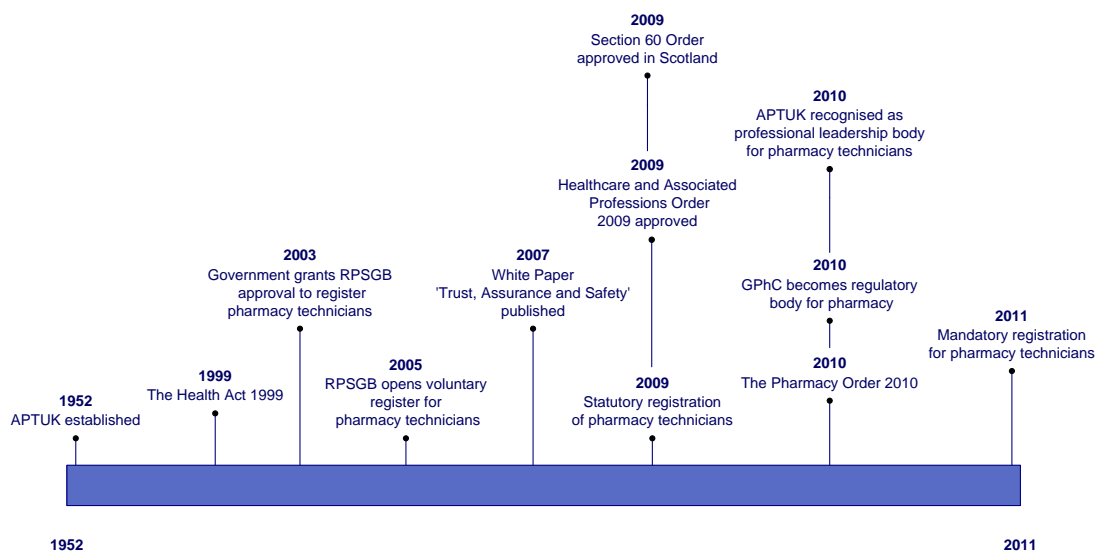 2009
Section 60 Order
approved in Scotland
2010
APTUK recognised as
professional leadership body
for pharmacy technicians
2009
Healthcare and Associated
Professions Order
2009 approved
2003
Government grants RPSGB
approval to register
pharmacy technicians
2007
White Paper
'Trust, Assurance and Safety'
published
2010
GPhC becomes regulatory
body for pharmacy
2011
Mandatory registration
for pharmacy technicians
1999
The Health Act 1999
2005
RPSGB opens voluntary
register for
pharmacy technicians
2009
Statutory registration
of pharmacy technicians
2010
The Pharmacy Order 2010
1952
APTUK established
1952
2011